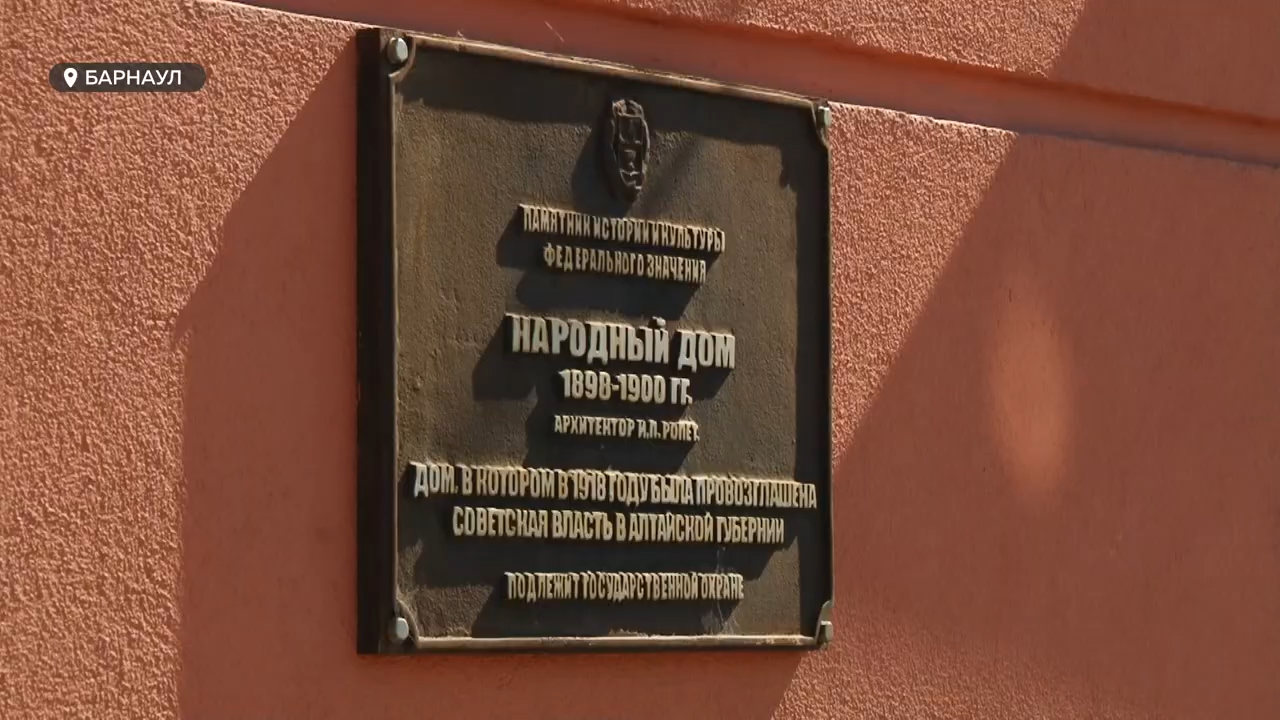 БАРНАУЛ
ПАМЯТНИК ИСТОРИИ И КУЛЬТУРЫ
ФЕДЕРАЛЬНОГО ЗНАЧЕНИЯ
НАРОДНЫЙ ДОМ
1898-1900 ГГ.
АРХИТЕКТОР И.П. РОПЕТ
ДОМ, В КОТОРОМ В 1918 ГОДУ БЫЛА ПРОВОЗГЛАШЕНА
СОВЕТСКАЯ ВЛАСТЬ В АЛТАЙСКОЙ ГУБЕРНИИ
ПОДЛЕЖИТ ГОСУДАРСТВЕННОЙ ОХРАНЕ